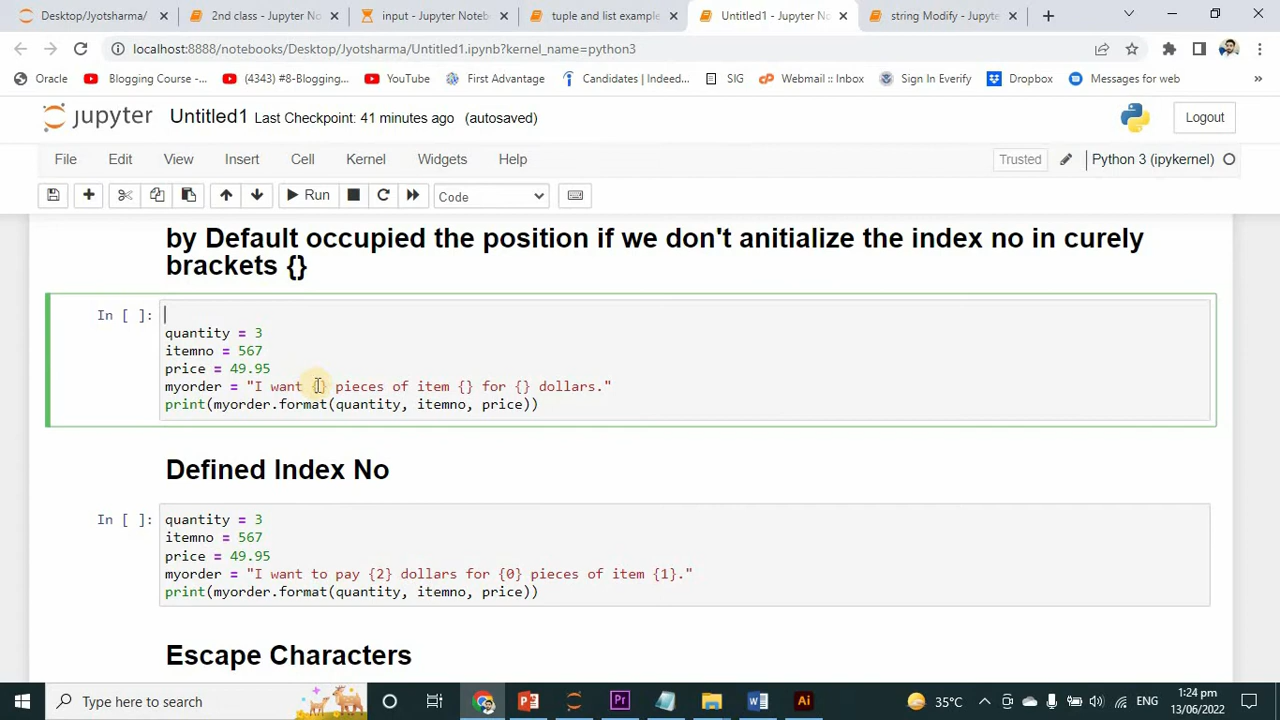 Desktop/Jyotsharma/
2nd class - Jupyter Not
input - Jupyter Notebo
tuple and list example
Untitled1 - Jupyter No
string Modify - Jupyte
localhost:8888/notebooks/Desktop/Jyotsharma/Untitled1.ipynb?kernel_name=python3
Oracle
Blogging Course -...
(4343) #8-Blogging...
YouTube
First Advantage
Candidates | Indeed...
SIG
Webmail :: Inbox
Sign In Everify
Dropbox
Messages for web
»
jupyter Untitled1 Last Checkpoint: 41 minutes ago (autosaved)
Logout
File Edit View Insert Cell Kernel Widgets Help
Trusted
Python 3 (ipykernel)
Run
Code
by Default occupied the position if we don't anitialize the index no in curely
brackets {}
In [ ]:
quantity = 3
itemno = 567
price = 49.95
myorder = "I want {} pieces of item {} for {} dollars."
print(myorder.format(quantity, itemno, price))
Defined Index No
In [ ]: quantity = 3
itemno = 567
price = 49.95
myorder = "I want to pay {2} dollars for {0} pieces of item {1}."
print(myorder.format(quantity, itemno, price))
Escape Characters
Type here to search
Pr
W
Ai
35°C
ENG
1:24 pm
13/06/2022